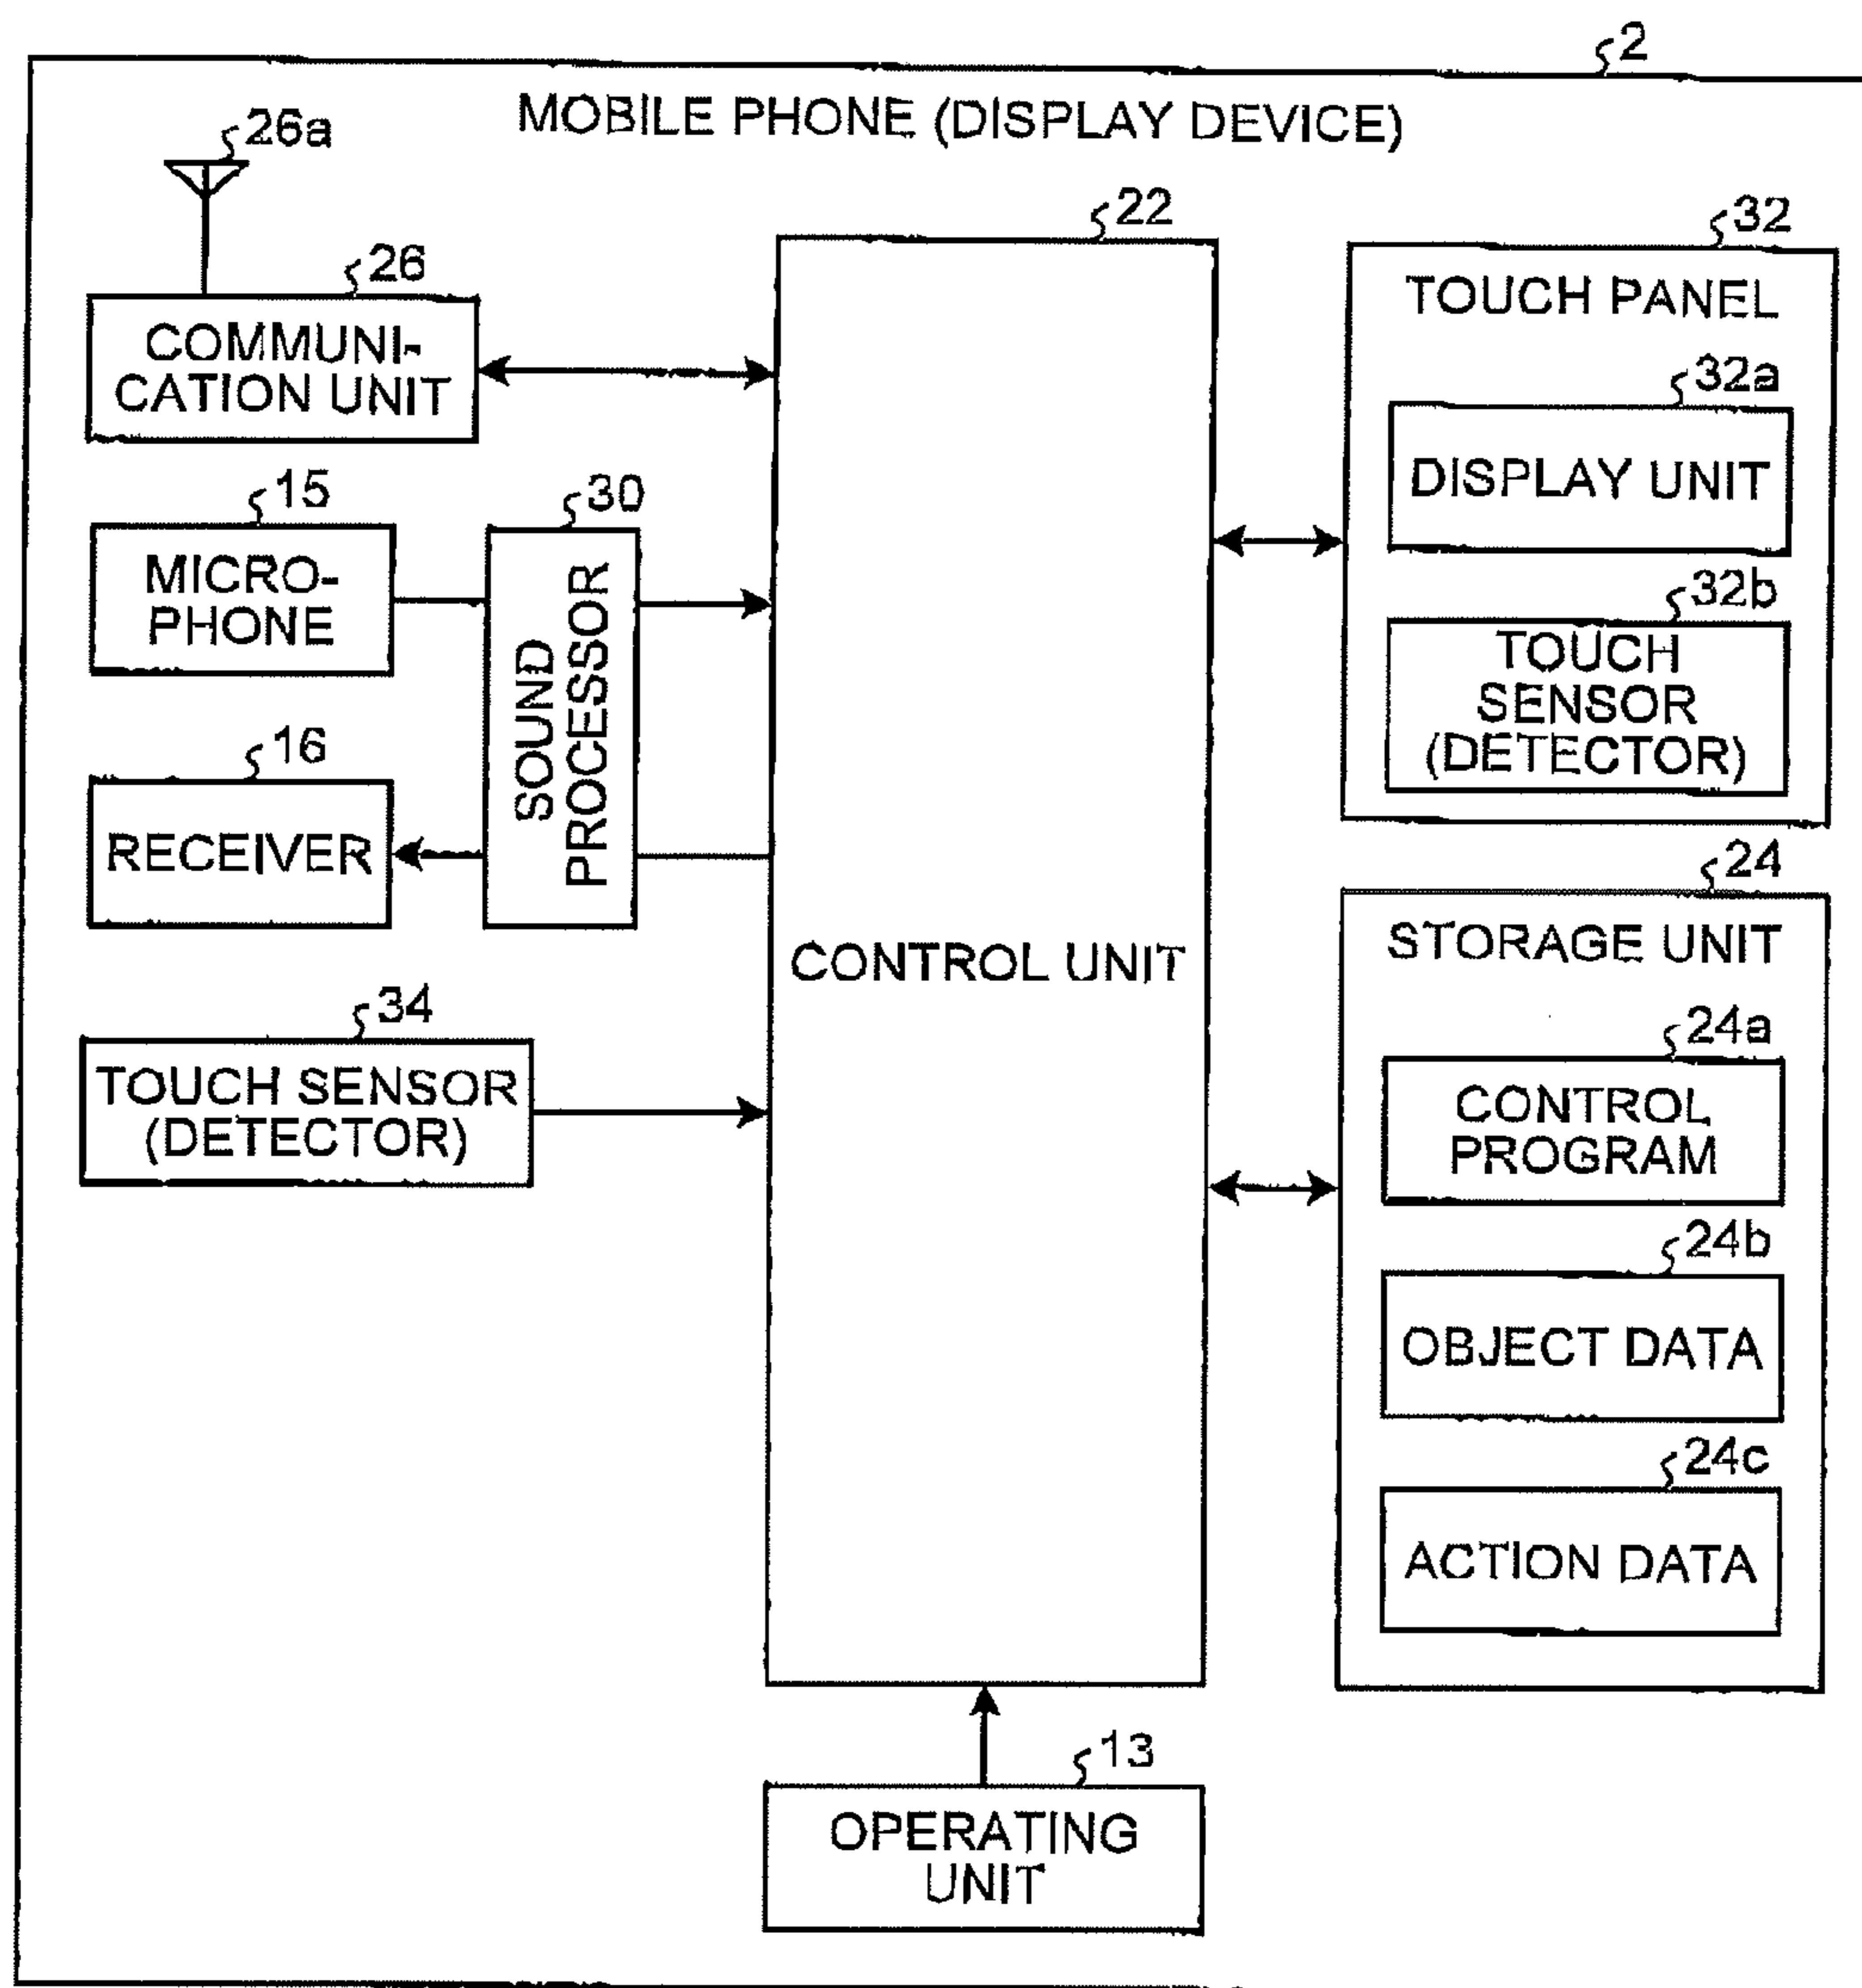 2
MOBILE PHONE (DISPLAY DEVICE)
26a
22
32
26
COMMUNI-
CATION UNIT
TOUCH PANEL
32a
DISPLAY UNIT
15
30
MICRO-
PHONE
SOUND
PROCESSOR
32b
TOUCH
SENSOR
(DETECTOR)
16
RECEIVER
24
CONTROL UNIT
STORAGE UNIT
34
TOUCH SENSOR
(DETECTOR)
24a
CONTROL
PROGRAM
24b
OBJECT DATA
24c
ACTION DATA
13
OPERATING
UNIT